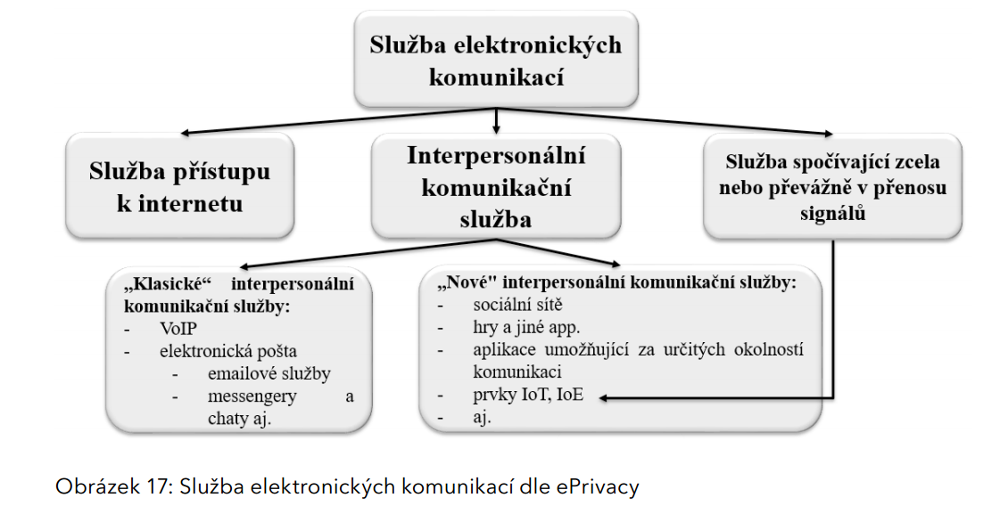 Služba elektronických
komunikací
Služba přístupu
k internetu
Interpersonální
komunikační
služba
Služba spočívající zcela
nebo převážně v přenosu
signálů
„Klasické“ interpersonální
komunikační služby:
- VoIP
- elektronická pošta
- emailové služby
- messengery a
chaty aj.
„Nové" interpersonální komunikační služby:
- sociální sítě
- hry a jiné app.
- aplikace umožňující za určitých okolností
komunikaci
- prvky IoT, IoE
- aj.
Obrázek 17: Služba elektronických komunikací dle ePrivacy